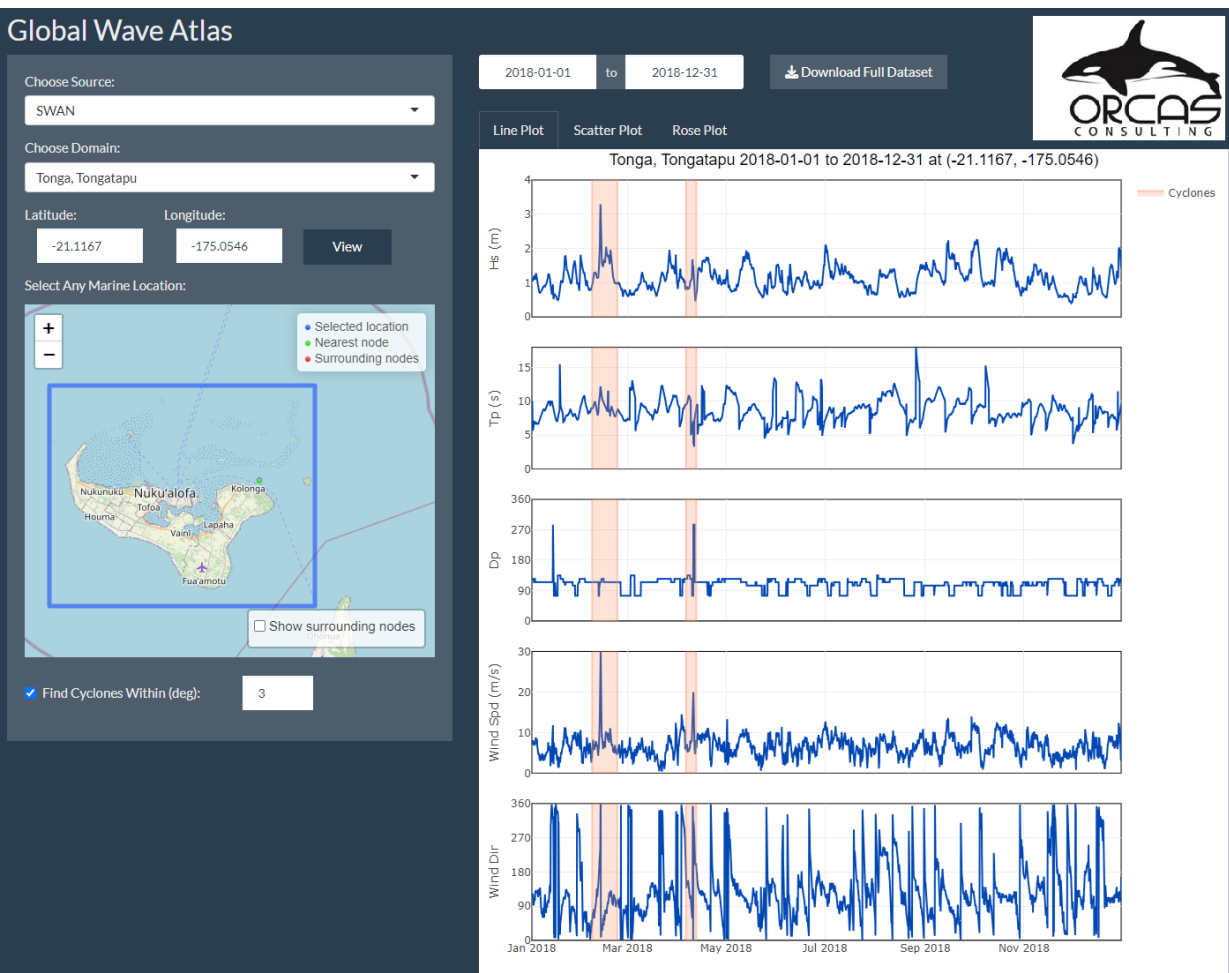 Global Wave Atlas
Choose Source:
SWAN
Choose Domain:
Tonga, Tongatapu
Latitude:
Longitude:
-21.1167
-175.0546
View
Select Any Marine Location:
+
−
Selected location
Nearest node
Surrounding nodes
Nukunuku
Nuku'alofa
Kolonga
Houma
Tofoa
Lapaha
Vaini
Fua'amotu
Show surrounding nodes
Find Cyclones Within (deg):
3
2018-01-01 to 2018-12-31
Download Full Dataset
ORCAS
CONSULTING
Line Plot
Scatter Plot
Rose Plot
Tonga, Tongatapu 2018-01-01 to 2018-12-31 at (-21.1167, -175.0546)
Cyclones
Hs (m)
4
3
2
1
0
Tp (s)
15
10
5
0
Dp
360
270
180
90
0
Wind Spd (m/s)
30
20
10
0
Wind Dir
360
270
180
90
0
Jan 2018
Mar 2018
May 2018
Jul 2018
Sep 2018
Nov 2018